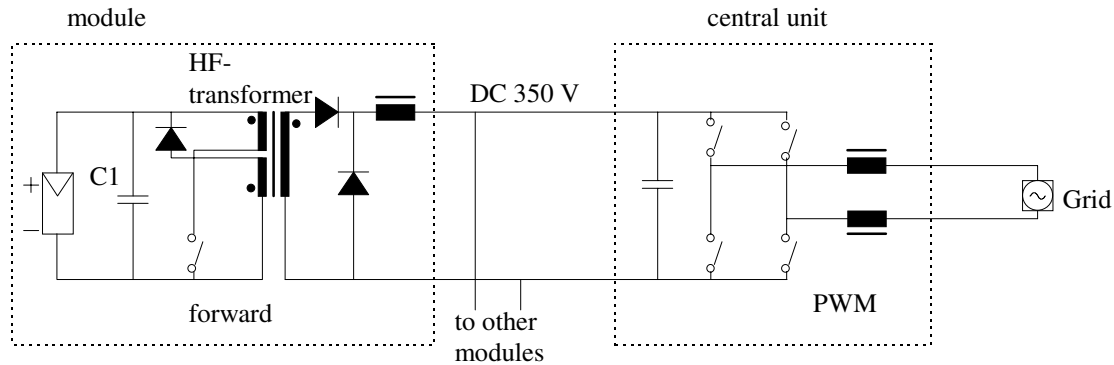 module
central unit
HF-
transformer
DC 350 V
C1
+
−
Grid
forward
PWM
to other
modules